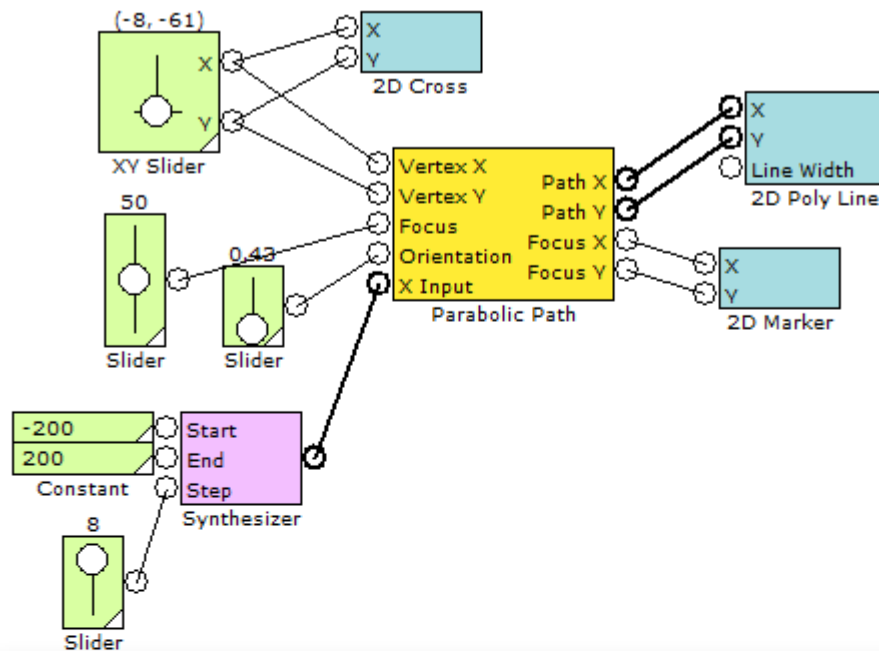 (-8, -61)
X
Y
XY Slider
X
Y
2D Cross
50
Slider
0,43
Slider
Vertex X
Vertex Y
Focus
Orientation
X Input
Path X
Path Y
Focus X
Focus Y
Parabolic Path
X
Y
Line Width
2D Poly Line
X
Y
2D Marker
-200
200
Constant
Start
End
Step
Synthesizer
8
Slider